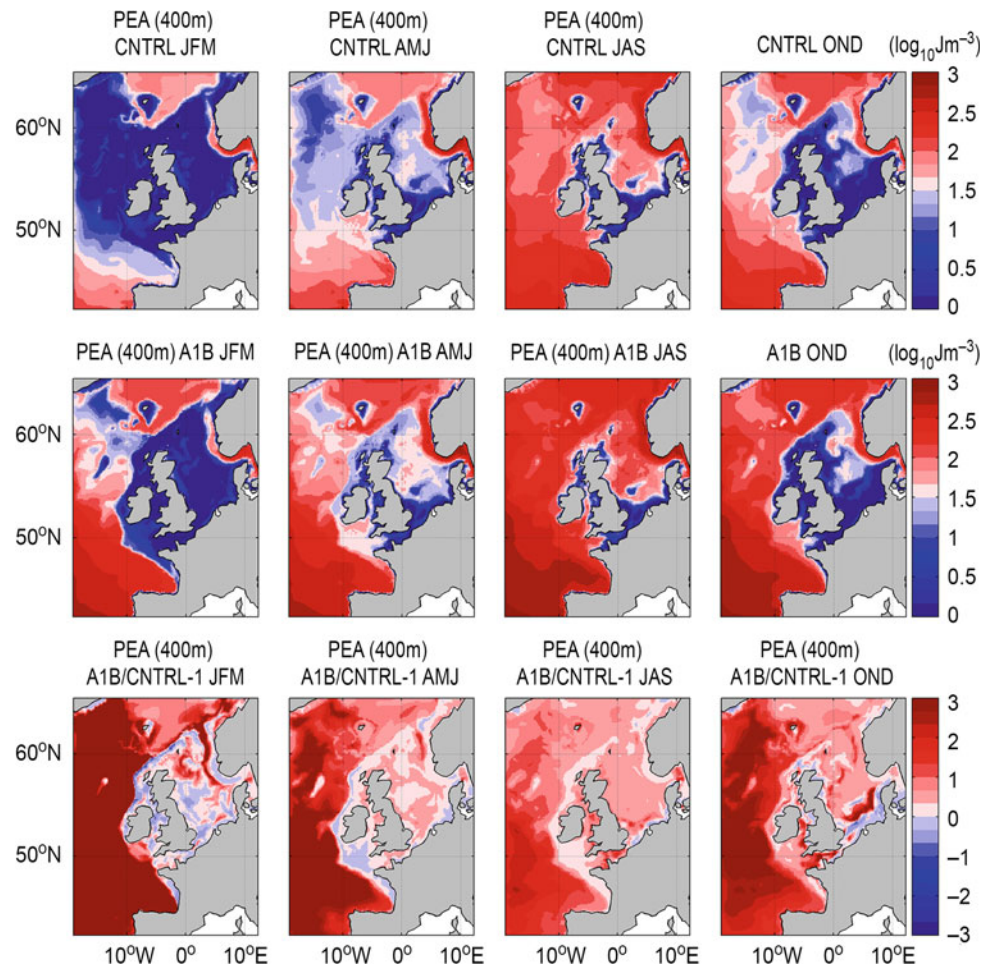 PEA (400m)
CNTRL JFM
PEA (400m)
CNTRL AMJ
PEA (400m)
CNTRL JAS
CNTRL OND
(log10Jm–3)
60°N
50°N
3
2.5
2
1.5
1
0.5
0
PEA (400m) A1B JFM
PEA (400m) A1B AMJ
PEA (400m) A1B JAS
A1B OND
(log10Jm–3)
60°N
50°N
3
2.5
2
1.5
1
0.5
0
PEA (400m)
A1B/CNTRL-1 JFM
PEA (400m)
A1B/CNTRL-1 AMJ
PEA (400m)
A1B/CNTRL-1 JAS
PEA (400m)
A1B/CNTRL-1 OND
60°N
50°N
3
2
1
0
–1
–2
–3
10°W 0° 10°E
10°W 0° 10°E
10°W 0° 10°E
10°W 0° 10°E